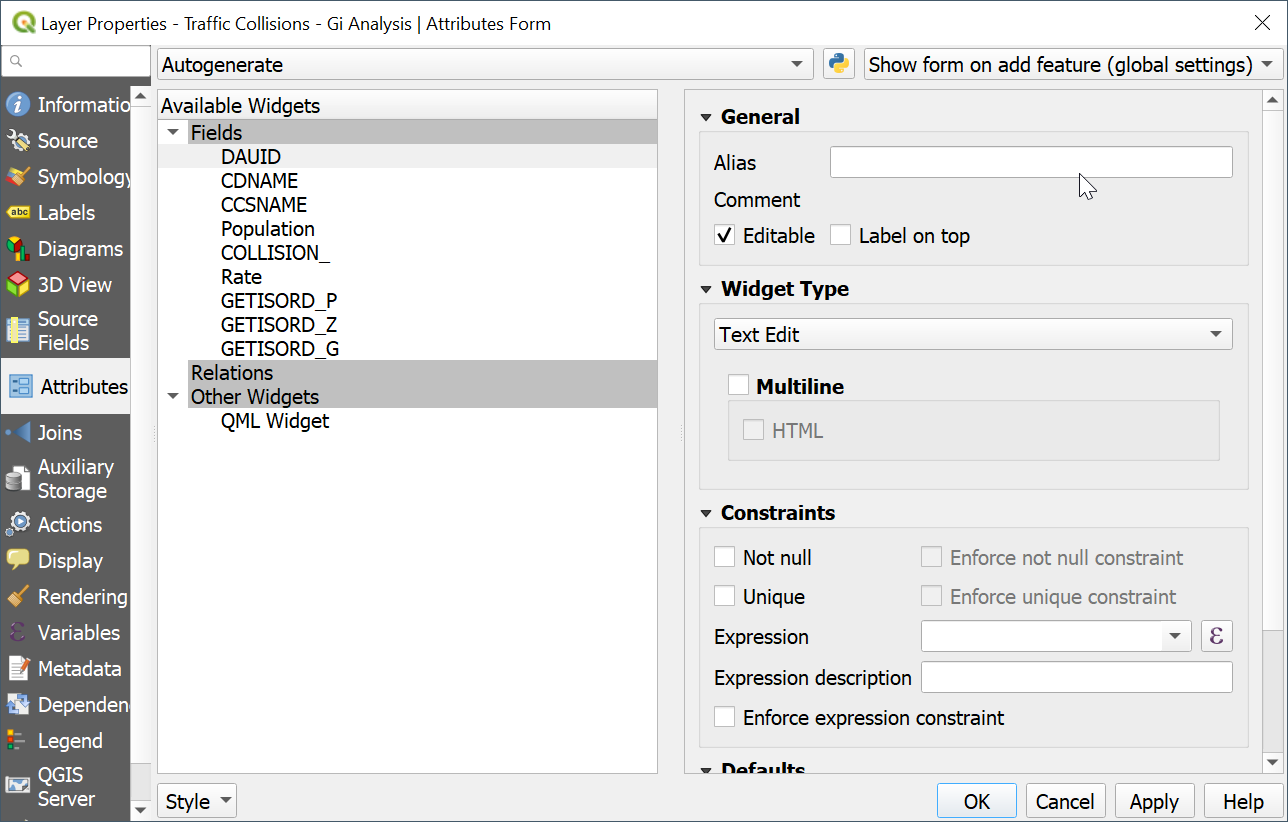 Layer Properties - Traffic Collisions - Gi Analysis | Attributes Form
Autogenerate
Show form on add feature (global settings)
Informatio
Source
Symbology
Labels
Diagrams
3D View
Source
Fields
Attributes
Joins
Auxiliary
Storage
Actions
Display
Rendering
Variables
Metadata
Dependen
Legend
QGIS
Server
Available Widgets
Fields
DAUID
CDNAME
CCSNAME
Population
COLLISION_
Rate
GETISORD_P
GETISORD_Z
GETISORD_G
Relations
Other Widgets
QML Widget
General
Alias
Comment
Editable
Label on top
Widget Type
Text Edit
Multiline
HTML
Constraints
Not null
Enforce not null constraint
Unique
Enforce unique constraint
Expression
ε
Expression description
Enforce expression constraint
Defaults
Style
OK
Cancel
Apply
Help